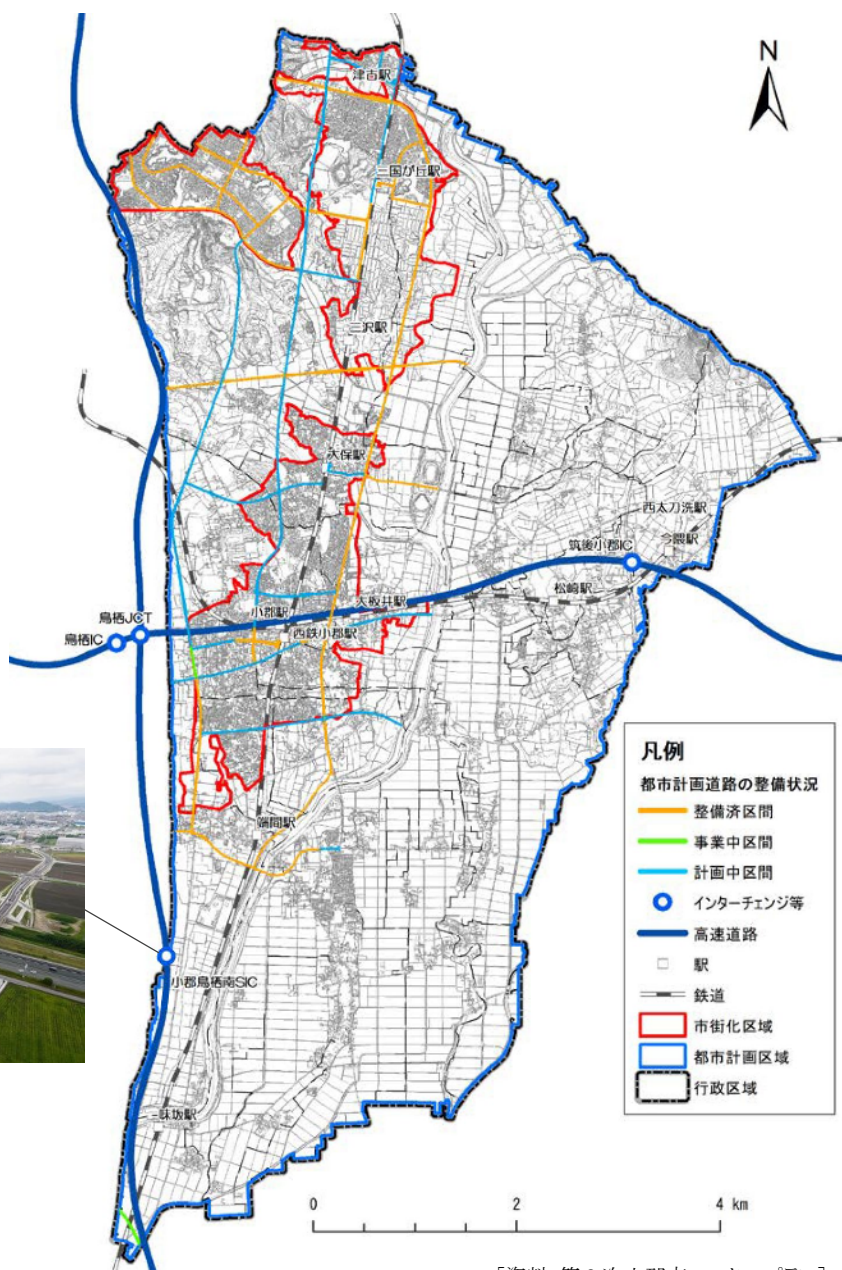 N
津古駅
三国が丘駅
三沢駅
大保駅
西太刀洗駅
今隈駅
筑後小郡IC
松崎駅
大板井駅
小郡駅
西鉄小郡駅
鳥栖JCT
鳥栖IC
端間駅
小郡鳥栖南SIC
味坂駅
凡例
都市計画道路の整備状況
整備済区間
事業中区間
計画中区間
インターチェンジ等
高速道路
駅
鉄道
市街化区域
都市計画区域
行政区域
0 2 4 km